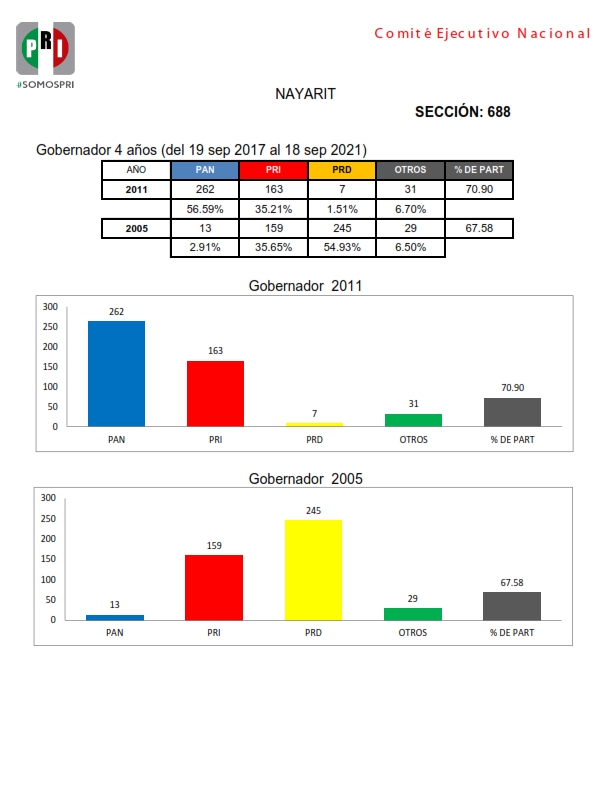 PRI
#SOMOSPRI
Comité Ejecutivo Nacional
NAYARIT
SECCIÓN: 688
Gobernador 4 años (del 19 sep 2017 al 18 sep 2021)
AÑO PAN PRI PRD OTROS % DE PART
2011 262 163 7 31 70.90
56.59% 35.21% 1.51% 6.70%
2005 13 159 245 29 67.58
2.91% 35.65% 54.93% 6.50%
Gobernador 2011
300
250
200
150
100
50
0
262
163
7
31
70.90
PAN PRI PRD OTROS % DE PART
Gobernador 2005
300
250
200
150
100
50
0
13
159
245
29
67.58
PAN PRI PRD OTROS % DE PART